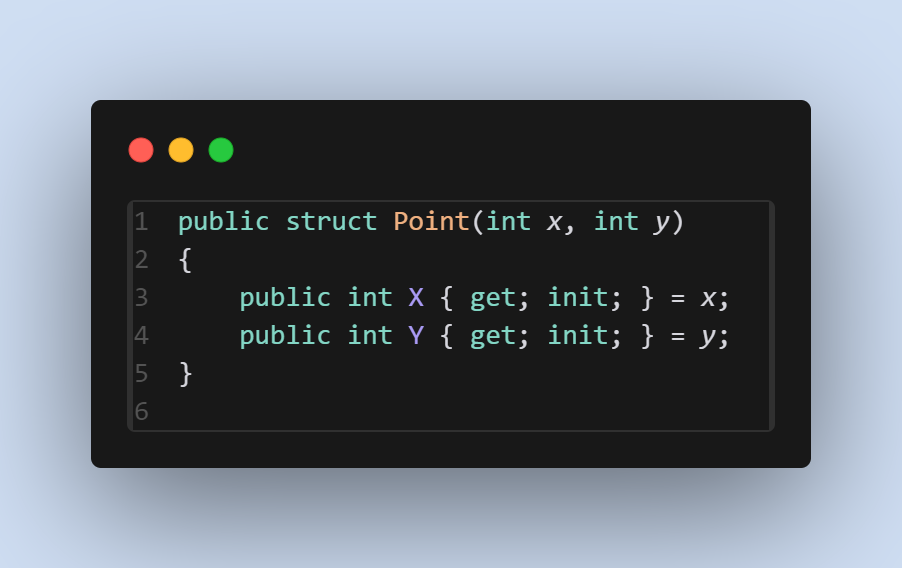 1 public struct Point(int x, int y)
2 {
3     public int X { get; init; } = x;
4     public int Y { get; init; } = y;
5 }
6